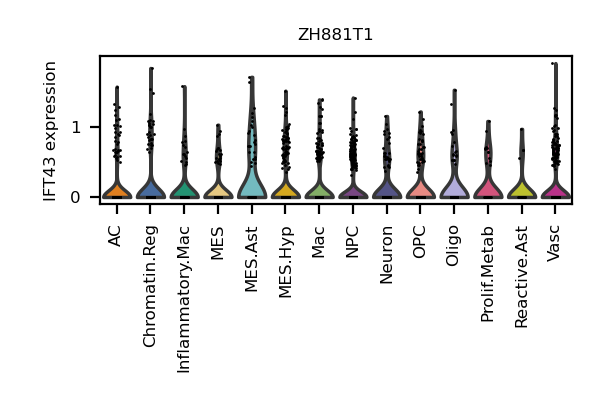 ZH881T1
IFT43 expression
1
0
AC
Chromatin.Reg
Inflammatory.Mac
MES
MES.Ast
MES.Hyp
Mac
NPC
Neuron
OPC
Oligo
Prolif.Metab
Reactive.Ast
Vasc